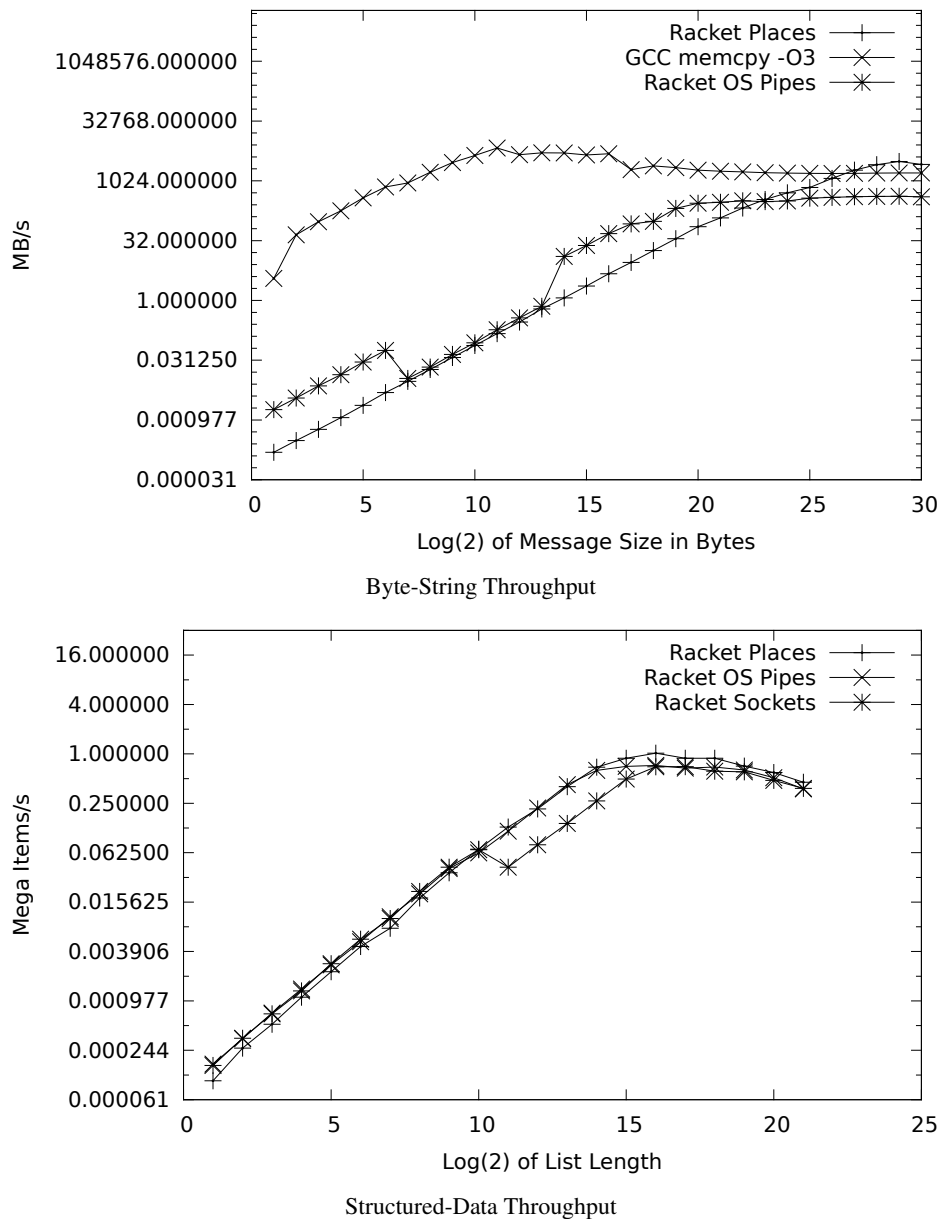 Racket Places
GCC memcpy -O3
Racket OS Pipes
1048576.000000
32768.000000
1024.000000
32.000000
1.000000
0.031250
0.000977
0.000031
MB/s
0 5 10 15 20 25 30
Log(2) of Message Size in Bytes
Byte-String Throughput
Racket Places
Racket OS Pipes
Racket Sockets
16.000000
4.000000
1.000000
0.250000
0.062500
0.015625
0.003906
0.000977
0.000244
0.000061
Mega Items/s
0 5 10 15 20 25
Log(2) of List Length
Structured-Data Throughput